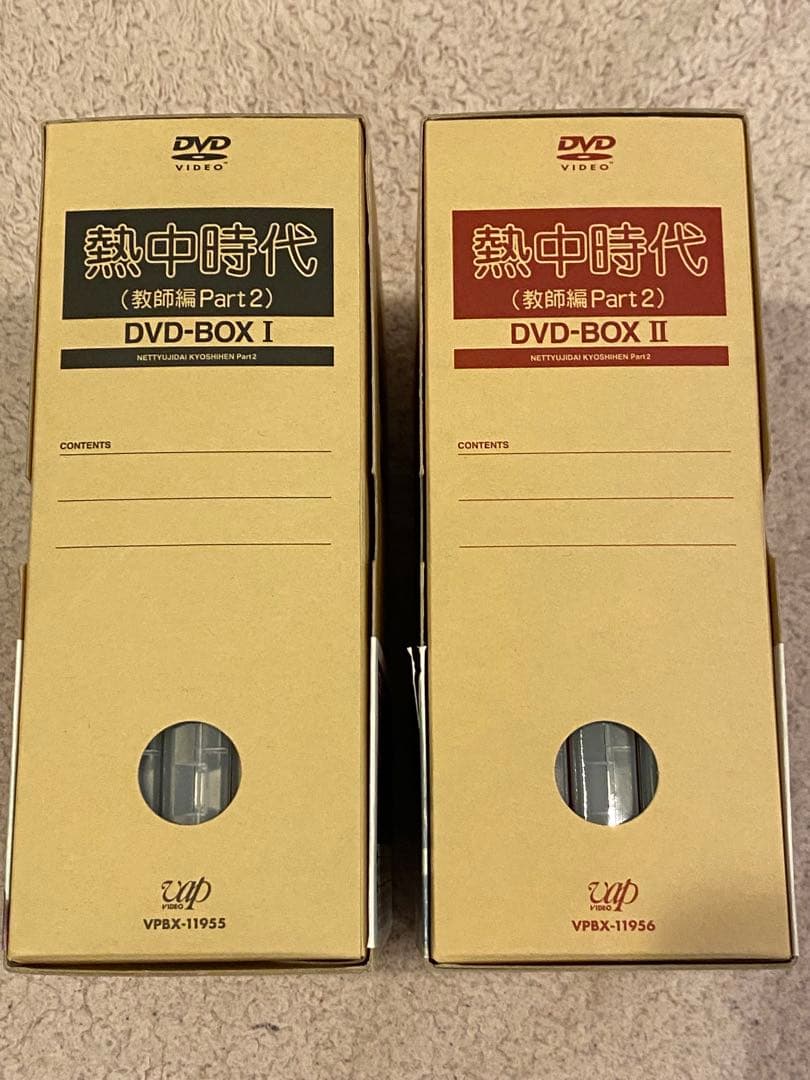 DVD
VIDEO™
熱中時代
(教師編Part2)
DVD-BOX I
NETTYUJIDAI KYOSHIHEN Part2
CONTENTS
vap
VIDEO
VPBX-11955
DVD
VIDEO™
熱中時代
(教師編Part2)
DVD-BOX II
NETTYUJIDAI KYOSHIHEN Part2
CONTENTS
vap
VIDEO
VPBX-11956